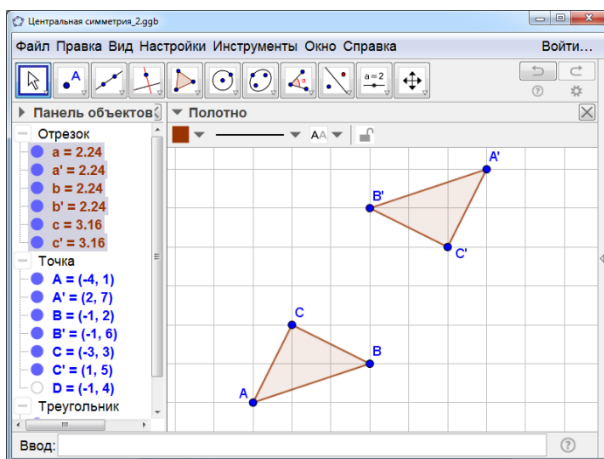 Центральная симметрия_2.ggb
Файл Правка Вид Настройки Инструменты Окно Справка Войти...
A a=2
Панель объектов Полотно
Отрезок
AA
a = 2.24
a' = 2.24
b = 2.24
b' = 2.24
c = 3.16
c' = 3.16
Точка
A = (-4, 1)
A' = (2, 7)
B = (-1, 2)
B' = (-1, 6)
C = (-3, 3)
C' = (1, 5)
D = (-1, 4)
Треугольник
A'
B'
C'
C
B
A
Ввод: